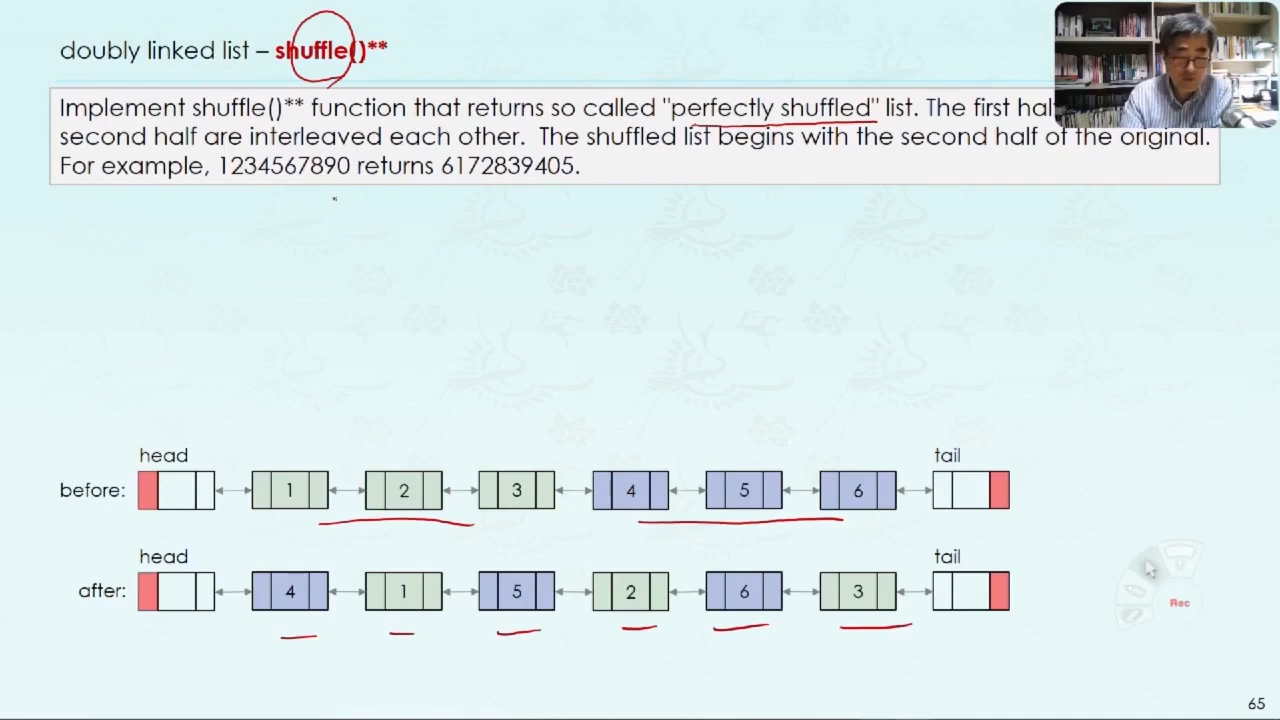 doubly linked list – shuffle()**
Implement shuffle()** function that returns so called "perfectly shuffled" list. The first hal
second half are interleaved each other. The shuffled list begins with the second half of the original.
For example, 1234567890 returns 6172839405.
head tail
before: 1 2 3 4 5 6
head tail
after: 4 1 5 2 6 3
Rec
65